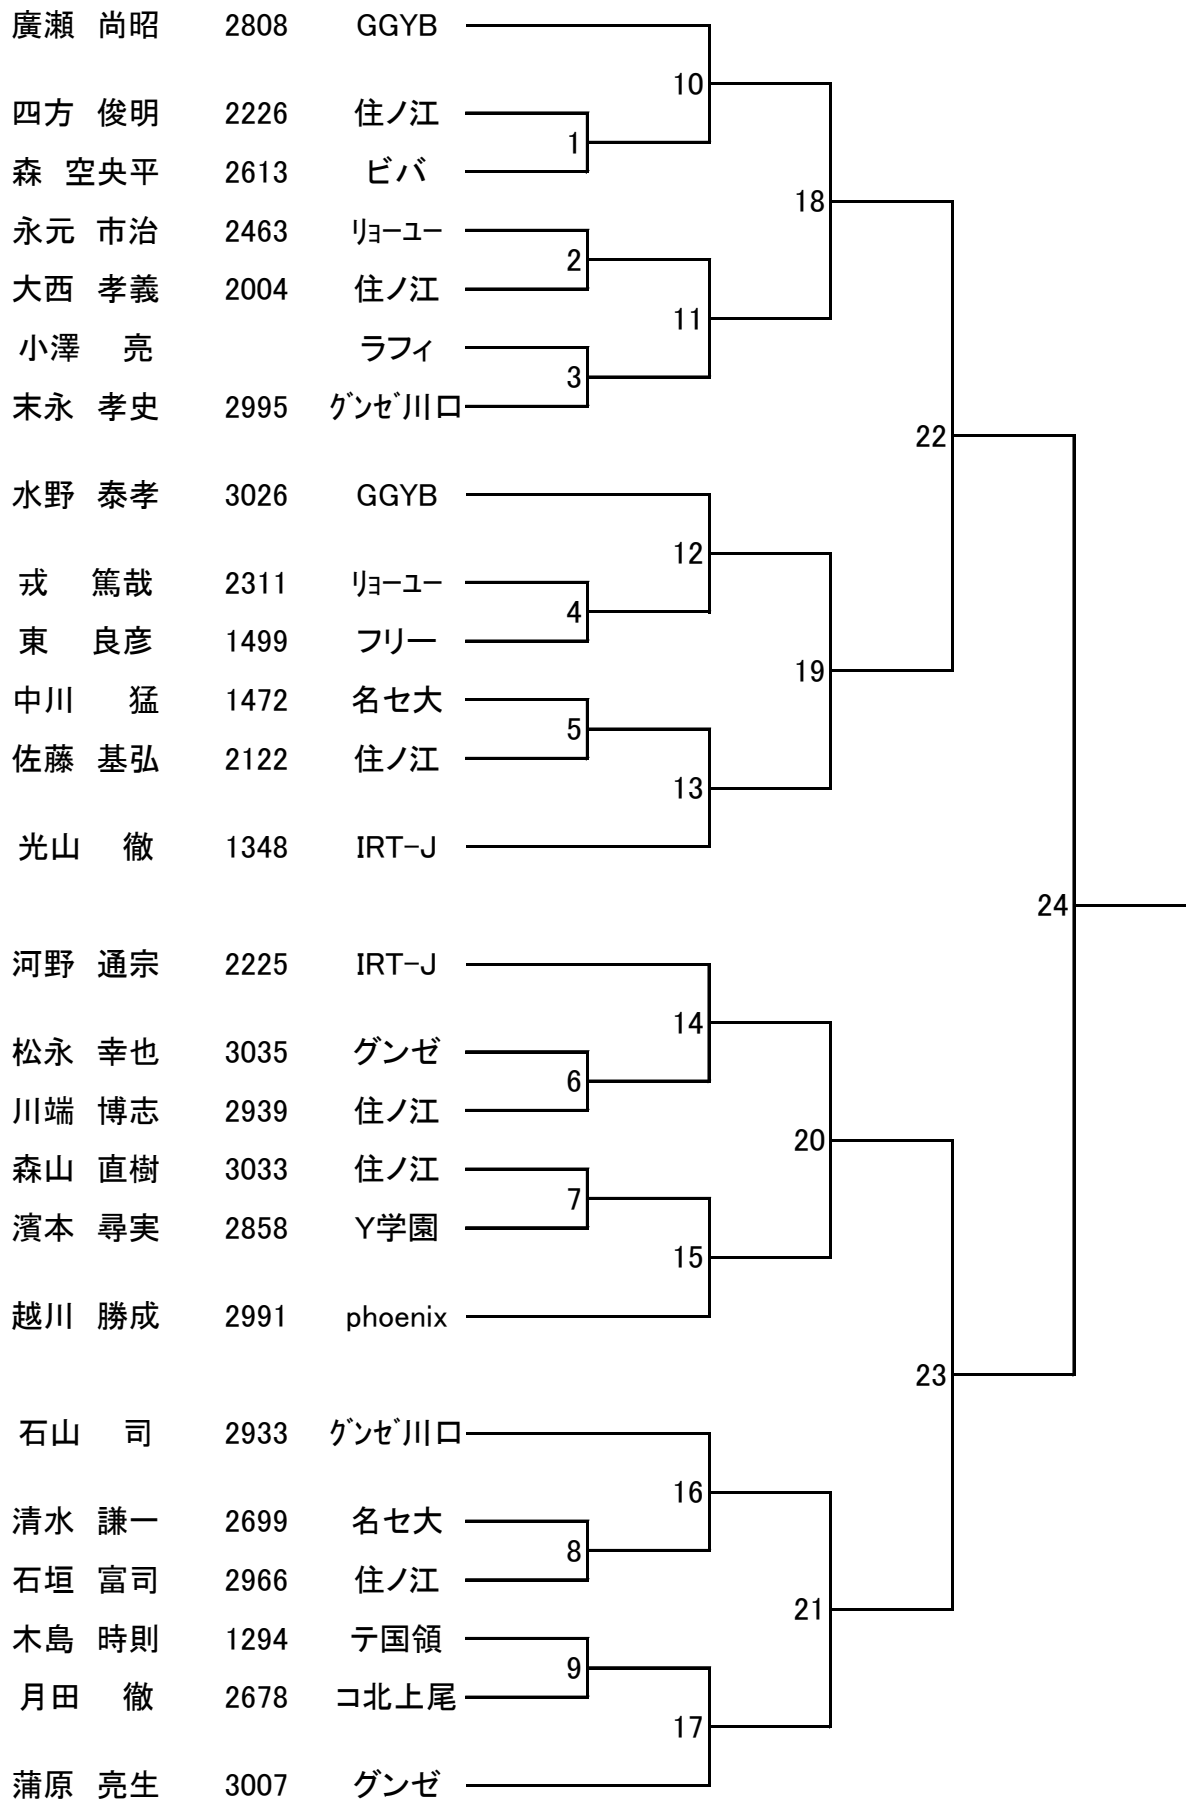 廣瀬 尚昭 2808 GGYB
10
四方 俊明 2226 住ノ江
1
森 空央平 2613 ビバ
18
永元 市治 2463 ﾘｮｰﾕｰ
2
大西 孝義 2004 住ノ江
11
小澤 亮 ラフィ
3
末永 孝史 2995 ｸﾞﾝｾﾞ川口
22
水野 泰孝 3026 GGYB
12
戎 篤哉 2311 ﾘｮｰﾕｰ
4
東 良彦 1499 フリー
19
中川 猛 1472 名セ大
5
佐藤 基弘 2122 住ノ江
13
光山 徹 1348 IRT-J
24
河野 通宗 2225 IRT-J
14
松永 幸也 3035 グンゼ
6
川端 博志 2939 住ノ江
20
森山 直樹 3033 住ノ江
7
濱本 尋実 2858 Y学園
15
越川 勝成 2991 phoenix
23
石山 司 2933 ｸﾞﾝｾﾞ川口
16
清水 謙一 2699 名セ大
8
石垣 富司 2966 住ノ江
21
木島 時則 1294 テ国領
9
月田 徹 2678 コ北上尾
17
蒲原 亮生 3007 グンゼ